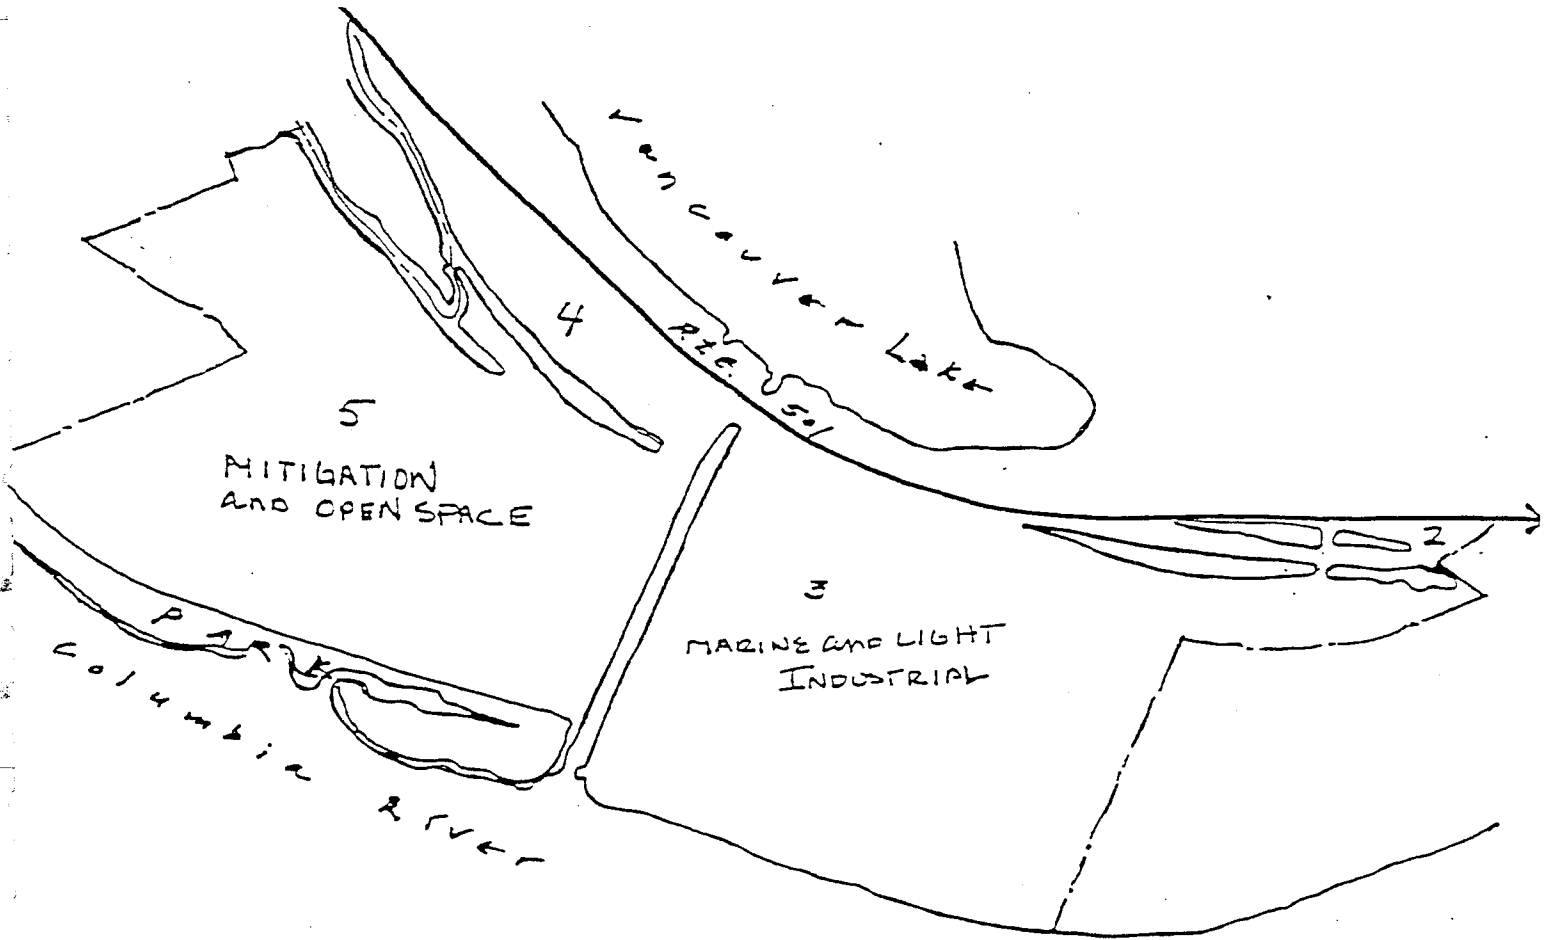 Vancouver Lake
4
Rte.
501
5
MITIGATION
AND OPEN SPACE
2
3
MARINE AND LIGHT
INDUSTRIAL
PARK
Columbia River